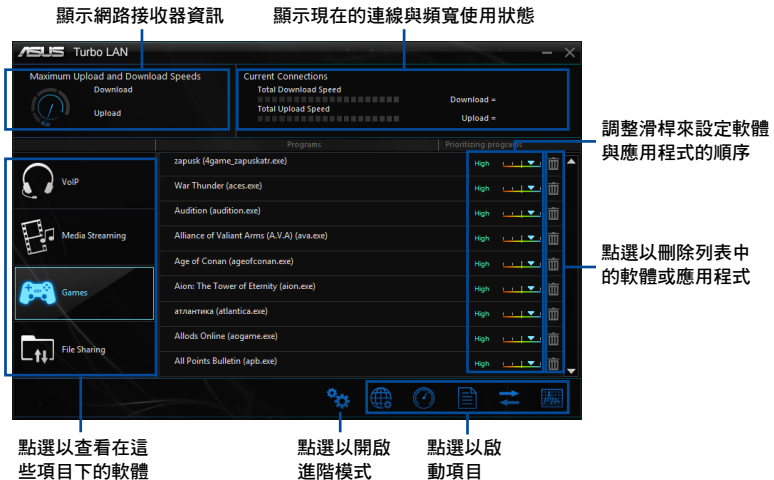 顯示網路接收器資訊
顯示現在的連線與頻寬使用狀態
ASUS Turbo LAN
Maximum Upload and Download Speeds
Download
Upload
Current Connections
Total Download Speed
Download =
Total Upload Speed
Upload =
Programs
Prioritizing programs
調整滑桿來設定軟體
與應用程式的順序
VoIP
Media Streaming
Games
File Sharing
zapusk (4game_zapuskatr.exe)
High
War Thunder (aces.exe)
High
Audition (audition.exe)
High
Alliance of Valiant Arms (A.V.A) (ava.exe)
High
Age of Conan (ageofconan.exe)
High
Aion: The Tower of Eternity (aion.exe)
High
атлантика (atlantica.exe)
High
Allods Online (aogame.exe)
High
All Points Bulletin (apb.exe)
High
點選以刪除列表中
的軟體或應用程式
點選以查看在這
些項目下的軟體
點選以開啟
進階模式
點選以啟
動項目